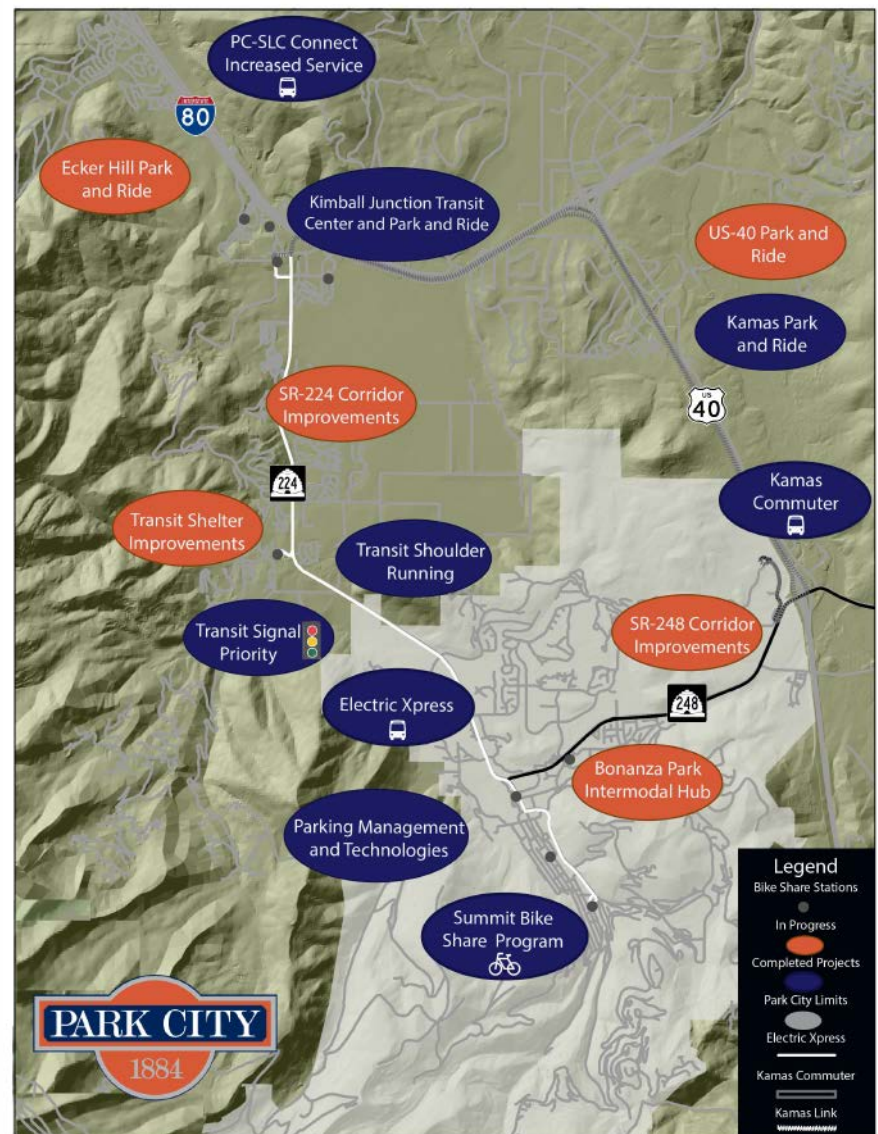 PC-SLC Connect
Increased Service
INTERSTATE
80
Ecker Hill Park
and Ride
Kimball Junction Transit
Center and Park and Ride
US-40 Park and
Ride
Kamas Park
and Ride
SR-224 Corridor
Improvements
US
40
224
Kamas
Commuter
Transit Shelter
Improvements
Transit Shoulder
Running
Transit Signal
Priority
SR-248 Corridor
Improvements
Electric Xpress
248
Bonanza Park
Intermodal Hub
Parking Management
and Technologies
Summit Bike
Share Program
Legend
Bike Share Stations
In Progress
Completed Projects
Park City Limits
Electric Xpress
Kamas Commuter
Kamas Link
PARK CITY
1884